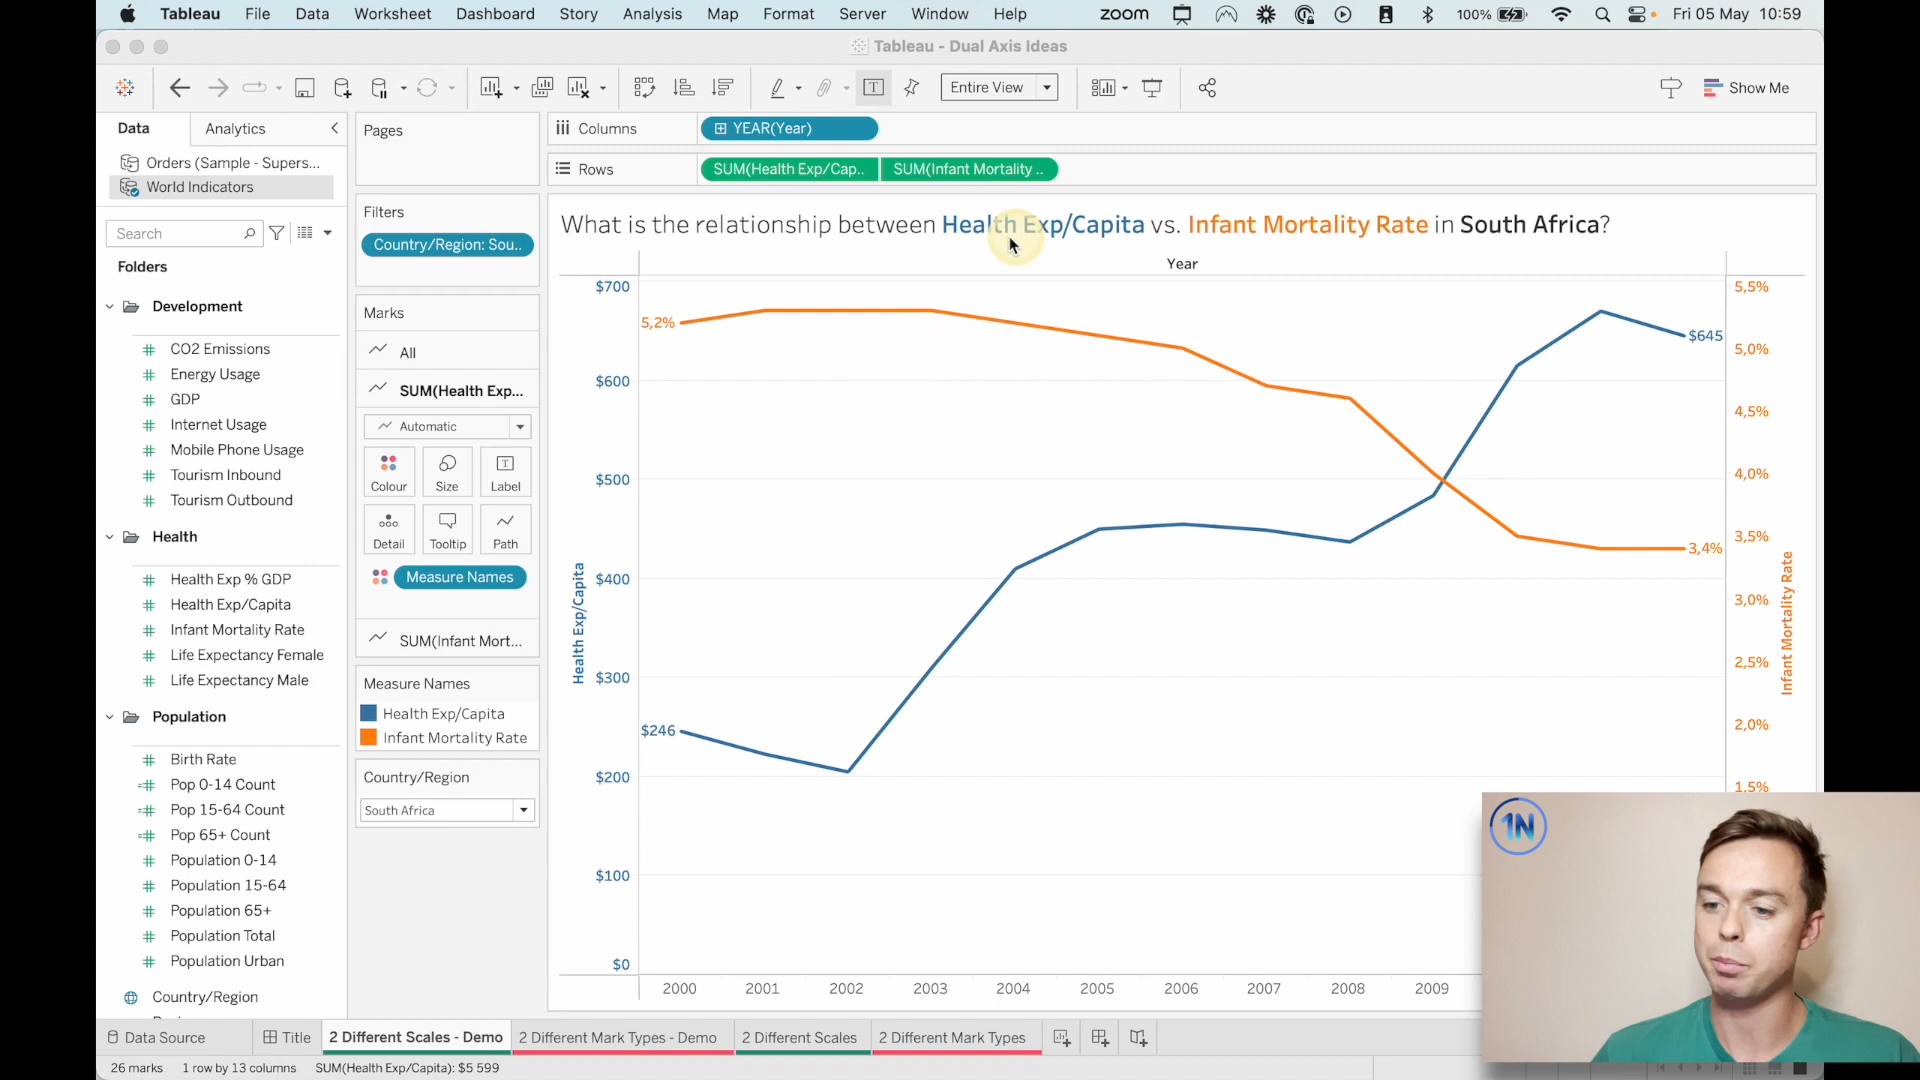 Tableau File Data Worksheet Dashboard Story Analysis Map Format Server Window Help zoom 100% Fri 05 May 10:59
Tableau - Dual Axis Ideas
Entire View
Show Me
Data Analytics
Orders (Sample - Supers...
World Indicators
Search
Folders
Development
CO2 Emissions
Energy Usage
GDP
Internet Usage
Mobile Phone Usage
Tourism Inbound
Tourism Outbound
Health
Health Exp % GDP
Health Exp/Capita
Infant Mortality Rate
Life Expectancy Female
Life Expectancy Male
Population
Birth Rate
Pop 0-14 Count
Pop 15-64 Count
Pop 65+ Count
Population 0-14
Population 15-64
Population 65+
Population Total
Population Urban
Country/Region
Pages
Filters
Country/Region: Sou..
Marks
All
SUM(Health Exp...
Automatic
Colour Size Label
Detail Tooltip Path
Measure Names
SUM(Infant Mort...
Measure Names
Health Exp/Capita
Infant Mortality Rate
Country/Region
South Africa
Columns YEAR(Year)
Rows SUM(Health Exp/Cap.. SUM(Infant Mortality ..
What is the relationship between Health Exp/Capita vs. Infant Mortality Rate in South Africa?
Year
$700
$600
$500
$400
$300
$200
$100
$0
Health Exp/Capita
5,2%
$246
$645
3,4%
5,5%
5,0%
4,5%
4,0%
3,5%
3,0%
2,5%
2,0%
1,5%
Infant Mortality Rate
2000 2001 2002 2003 2004 2005 2006 2007 2008 2009
1N
Data Source Title 2 Different Scales - Demo 2 Different Mark Types - Demo 2 Different Scales 2 Different Mark Types
26 marks 1 row by 13 columns SUM(Health Exp/Capita): $5 599